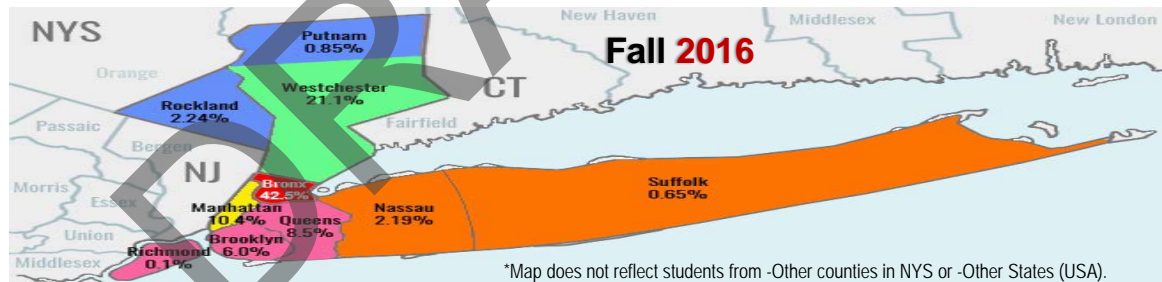 NYS
New Haven
Middlesex
New London
Putnam
0.85%
Fall 2016
Orange
Westchester
21.1%
CT
Rockland
2.24%
Passaic
Fairfield
Bergen
NJ
Morris
Bronx
42.5%
Suffolk
0.65%
Essex
Manhattan
10.4%
Queens
8.5%
Nassau
2.19%
Union
Brooklyn
6.0%
Richmond
0.1%
Middlesex
*Map does not reflect students from -Other counties in NYS or -Other States (USA).